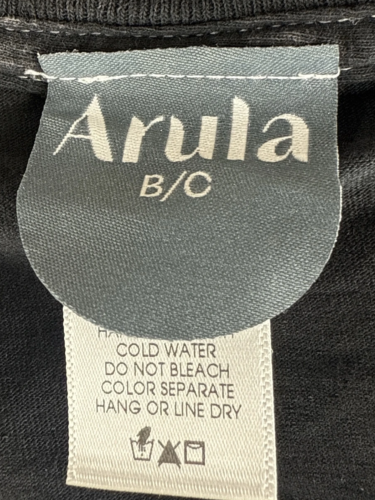 Arula
B/C
COLD WATER
DO NOT BLEACH
COLOR SEPARATE
HANG OR LINE DRY